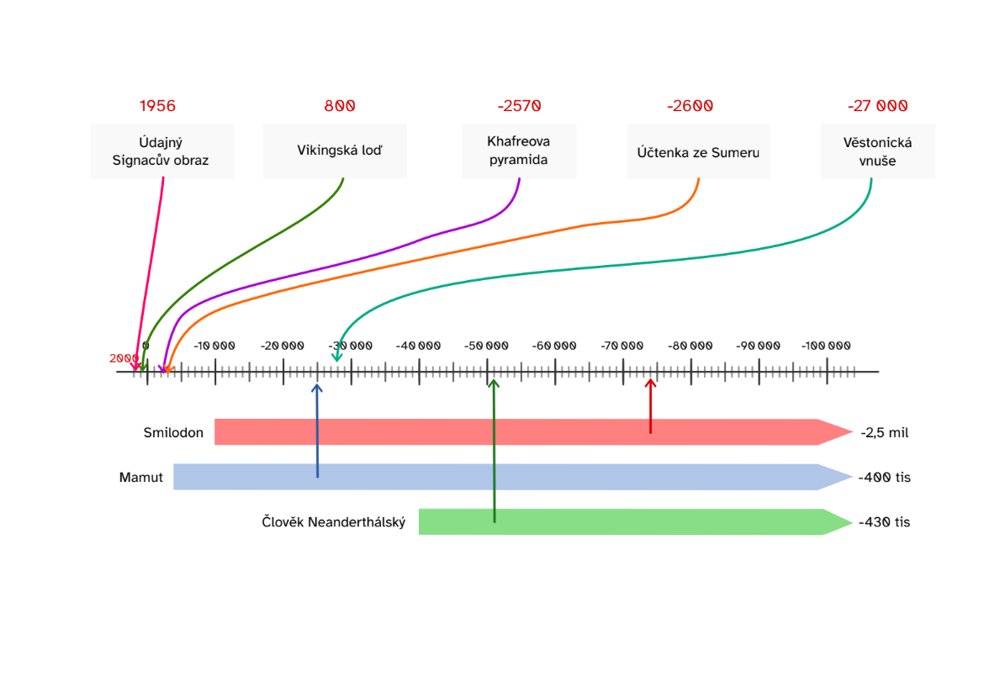 1956
800
-2570
-2600
-27 000
Údajný
Signacův obraz
Vikingská loď
Khafreova
pyramida
Účtenka ze Sumeru
Věstonická
vnuše
2000
0
-10 000
-20 000
-30 000
-40 000
-50 000
-60 000
-70 000
-80 000
-90 000
-100 000
Smilodon
-2,5 mil
Mamut
-400 tis
Člověk Neanderthálský
-430 tis